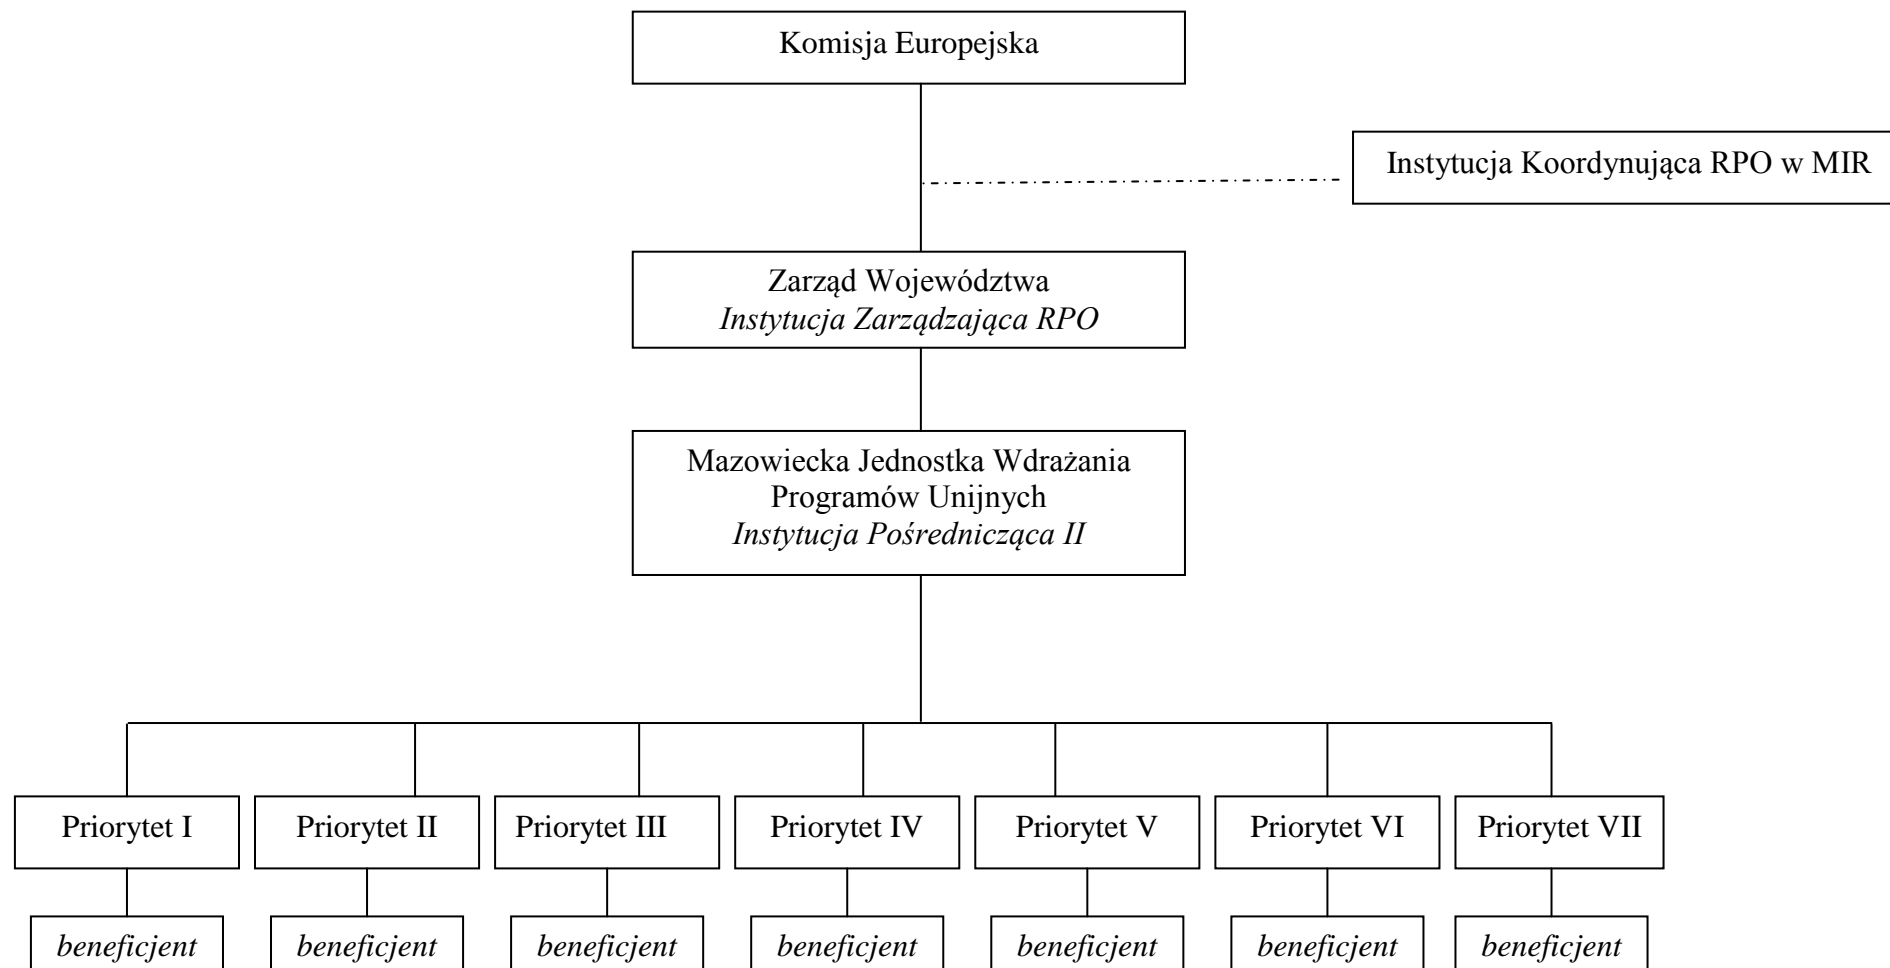 Komisja Europejska
Instytucja Koordynująca RPO w MIR
Zarząd Województwa
Instytucja Zarządzająca RPO
Mazowiecka Jednostka Wdrażania
Programów Unijnych
Instytucja Pośrednicząca II
Priorytet I
Priorytet II
Priorytet III
Priorytet IV
Priorytet V
Priorytet VI
Priorytet VII
beneficjent
beneficjent
beneficjent
beneficjent
beneficjent
beneficjent
beneficjent